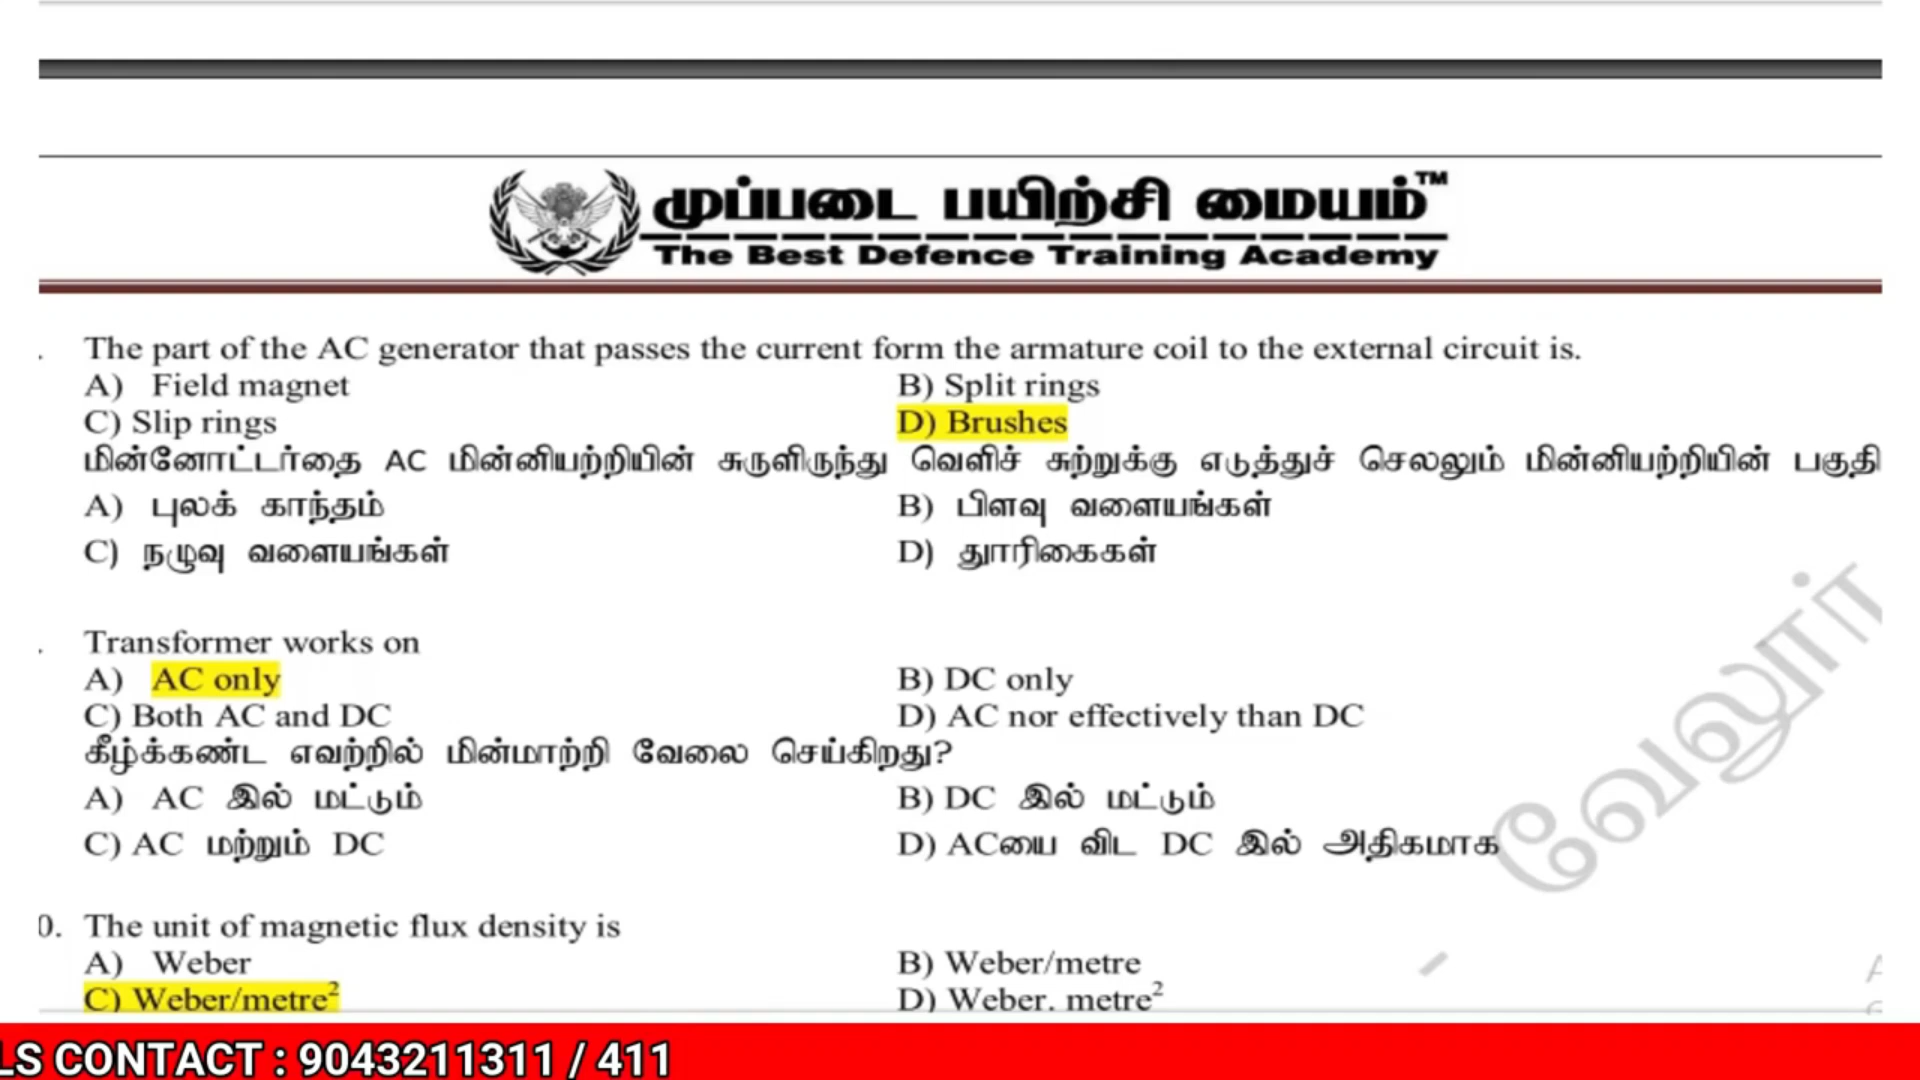 முப்படை பயிற்சி மையம்™
The Best Defence Training Academy
. The part of the AC generator that passes the current form the armature coil to the external circuit is.
A) Field magnet B) Split rings
C) Slip rings D) Brushes
மின்னோட்டர்தை AC மின்னியற்றியின் சுருளிருந்து வெளிச் சுற்றுக்கு எடுத்துச் செலலும் மின்னியற்றியின் பகுதி
A) புலக் காந்தம் B) பிளவு வளையங்கள்
C) நழுவு வளையங்கள் D) துாரிகைகள்
. Transformer works on
A) AC only B) DC only
C) Both AC and DC D) AC nor effectively than DC
கீழ்க்கண்ட எவற்றில் மின்மாற்றி வேலை செய்கிறது?
A) AC இல் மட்டும் B) DC இல் மட்டும்
C) AC மற்றும் DC D) ACயை விட DC இல் அதிகமாக
வேலூர்
0. The unit of magnetic flux density is
A) Weber B) Weber/metre
C) Weber/metre² D) Weber. metre²
LS CONTACT : 9043211311 / 411